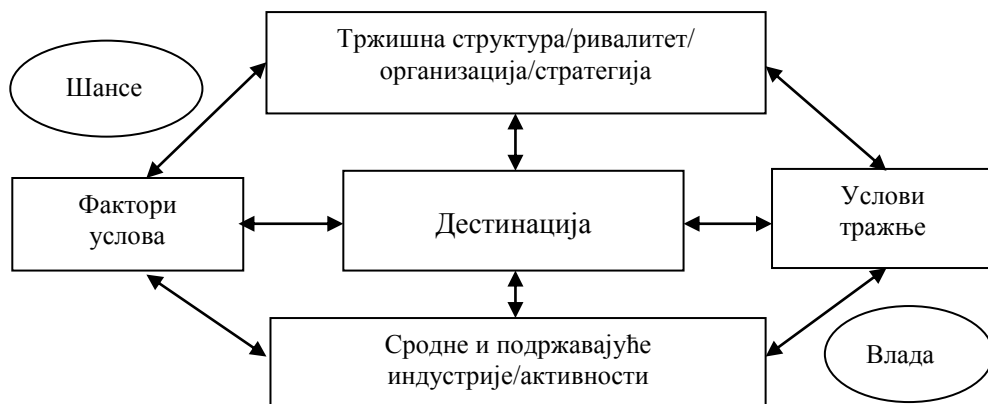 Тржишна структура/ривалитет/
организација/стратегија
Шансе
Фактори
услова
Дестинација
Услови
тражње
Сродне и подржавајуће
индустрије/активности
Влада